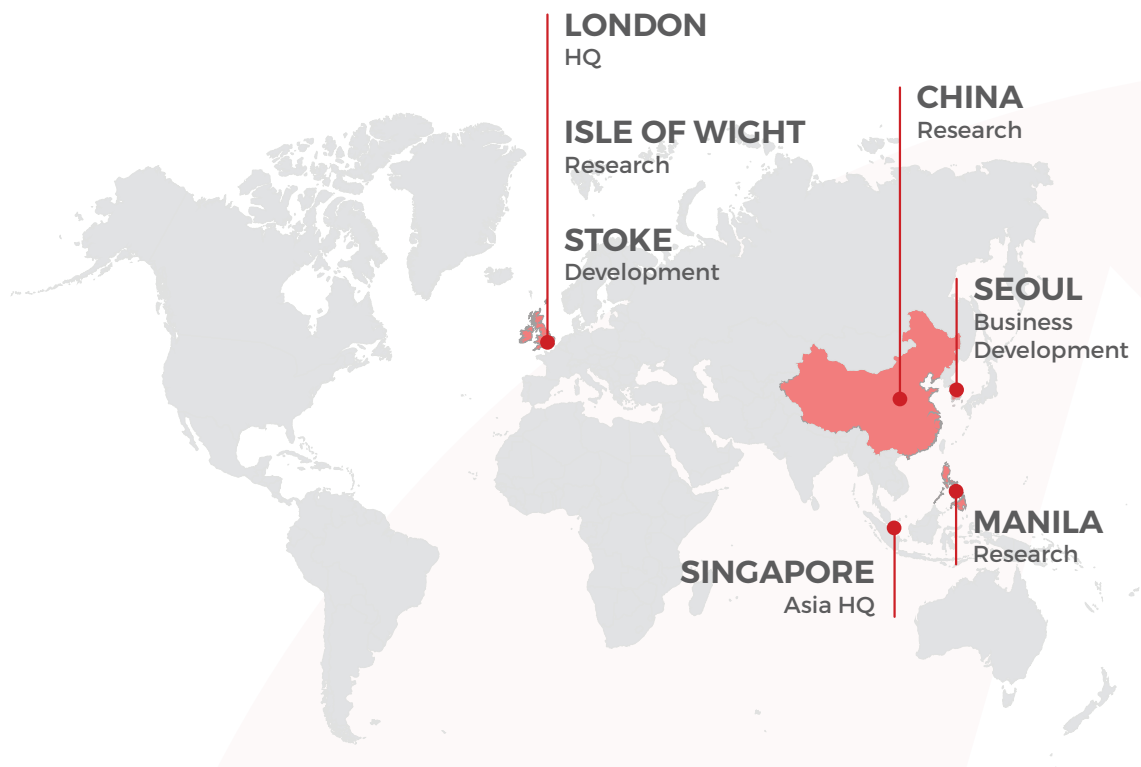 LONDON
HQ
ISLE OF WIGHT
Research
STOKE
Development
CHINA
Research
SEOUL
Business
Development
MANILA
Research
SINGAPORE
Asia HQ